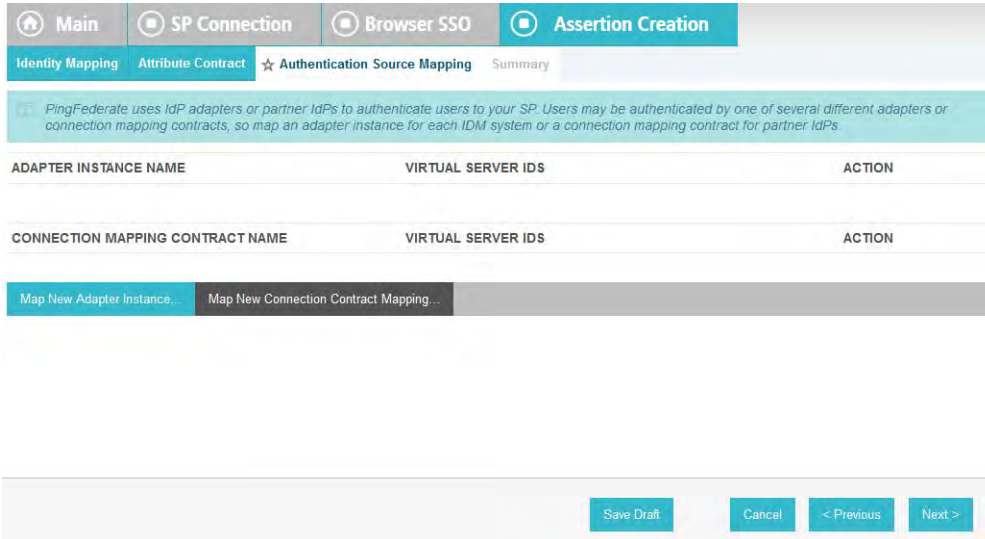 Main SP Connection Browser SSO Assertion Creation
Identity Mapping Attribute Contract Authentication Source Mapping Summary
PingFederate uses IdP adapters or partner IdPs to authenticate users to your SP. Users may be authenticated by one of several different adapters or
connection mapping contracts, so map an adapter instance for each IDM system or a connection mapping contract for partner IdPs.
ADAPTER INSTANCE NAME VIRTUAL SERVER IDS ACTION
CONNECTION MAPPING CONTRACT NAME VIRTUAL SERVER IDS ACTION
Map New Adapter Instance... Map New Connection Contract Mapping...
Save Draft Cancel < Previous Next >